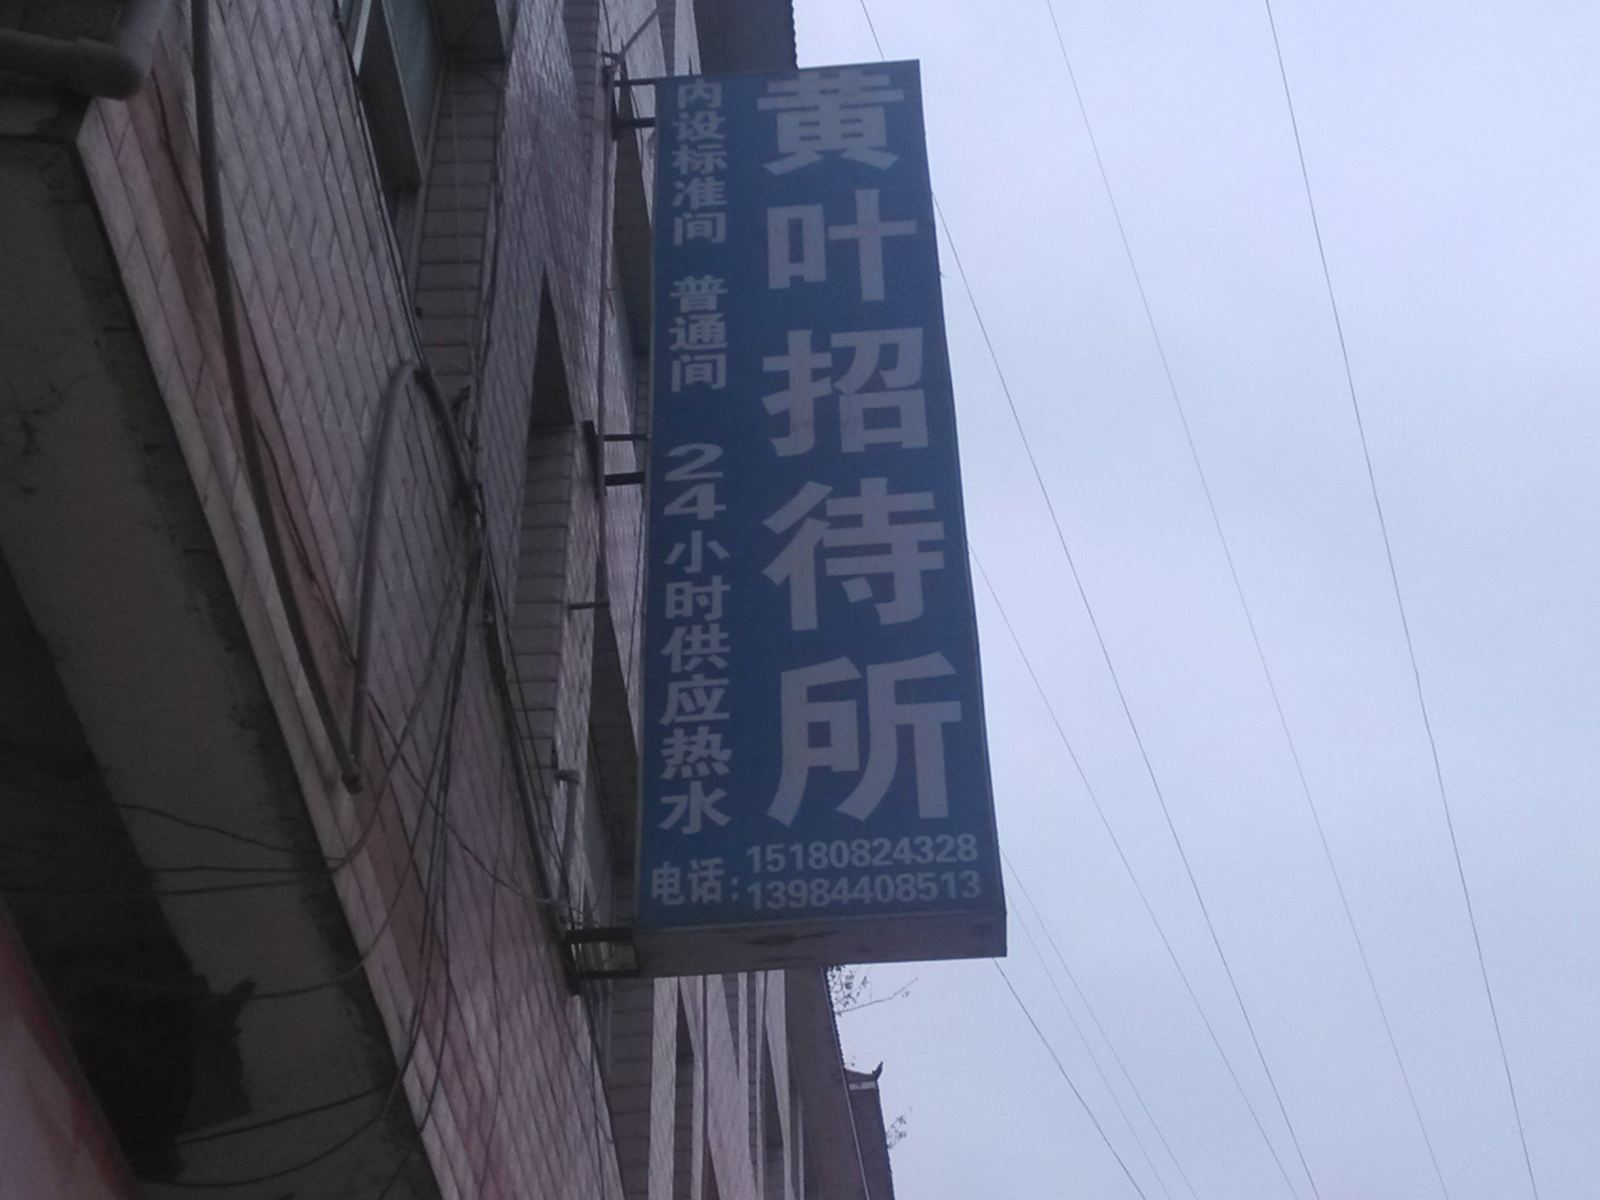 黄叶招待所
内设标准间 普通间 24小时供应热水
电话:
15180824328
13984408513